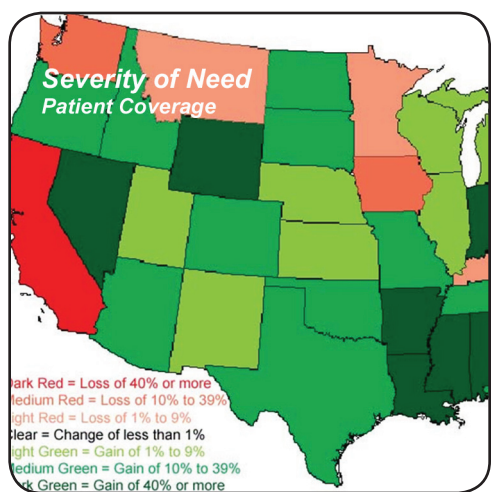 Severity of Need
Patient Coverage
ark Red = Loss of 40% or more
Medium Red = Loss of 10% to 39%
ight Red = Loss of 1% to 9%
Clear = Change of less than 1%
ight Green = Gain of 1% to 9%
Medium Green = Gain of 10% to 39%
rk Green = Gain of 40% or more